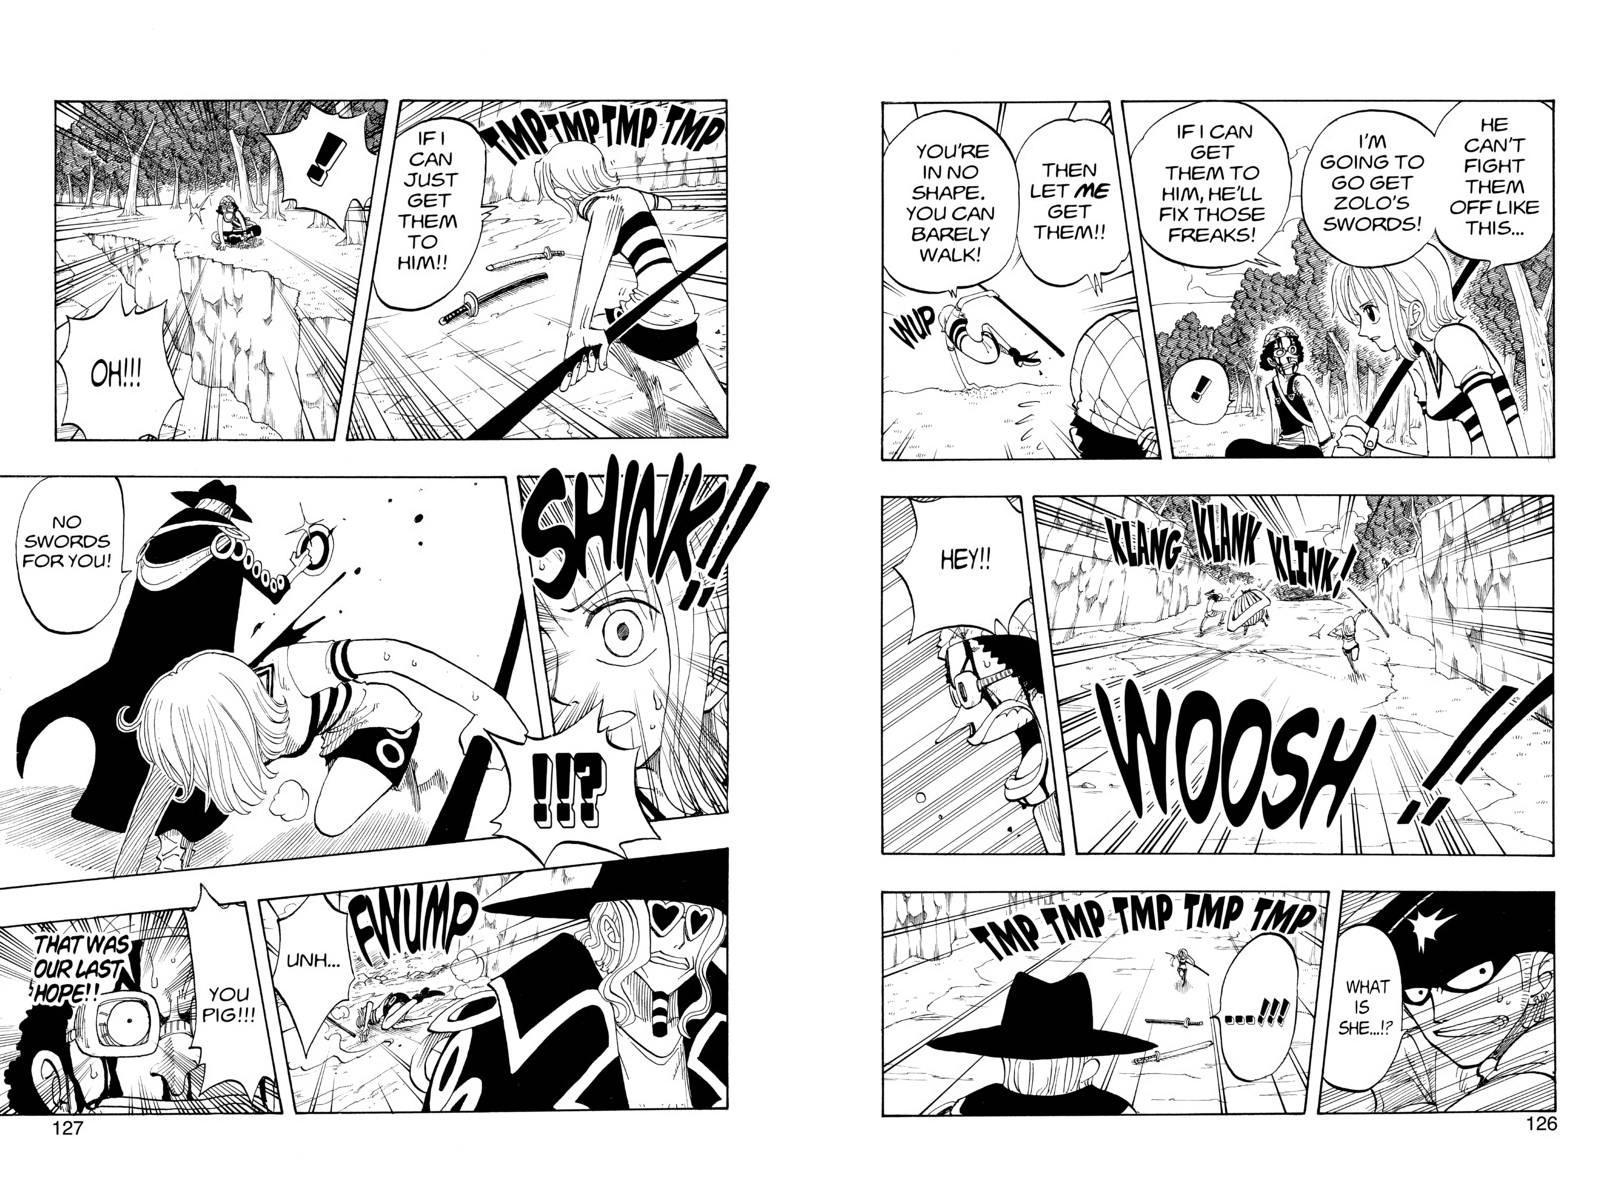 HE
CAN'T
FIGHT
THEM
OFF LIKE
THIS...
I'M
GOING TO
GO GET
ZOLO'S
SWORDS!
IF I CAN
GET
THEM TO
HIM, HE'LL
FIX THOSE
FREAKS!
!
THEN
LET ME
GET
THEM!!
YOU'RE
IN NO
SHAPE.
YOU CAN
BARELY
WALK!
WUP
KLANG KLANK KLINK!
WOOSH!!
HEY!!
WHAT
IS
SHE...!?
TMP TMP TMP TMP TMP
----!!!
126
TMP TMP TMP TMP
IF I
CAN
JUST
GET
THEM
TO
HIM!!
!
OH!!!
SHINK!!
!!!?
NO
SWORDS
FOR YOU!
FWUMP
UNH...
YOU
PIG!!!
THAT WAS
OUR LAST
HOPE!!
127